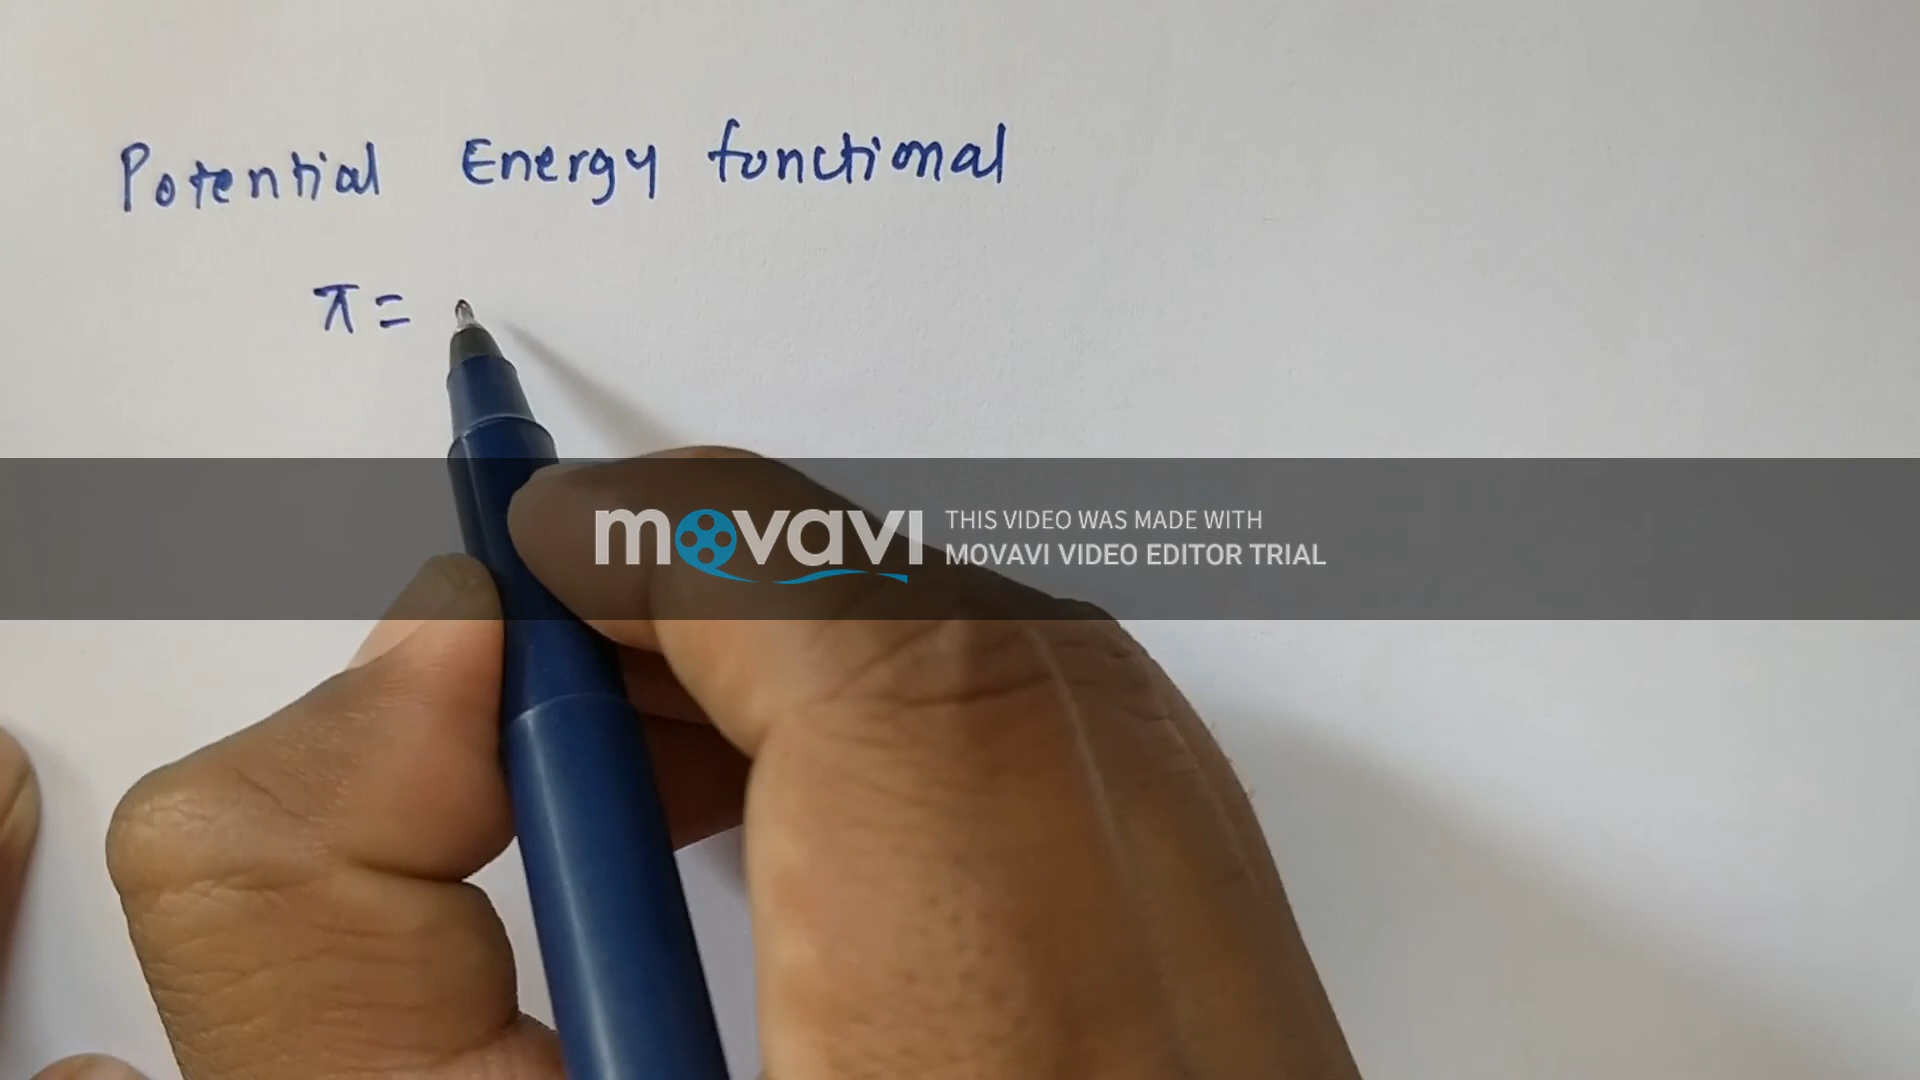 Potential Energy functional
π =
movavi THIS VIDEO WAS MADE WITH
MOVAVI VIDEO EDITOR TRIAL